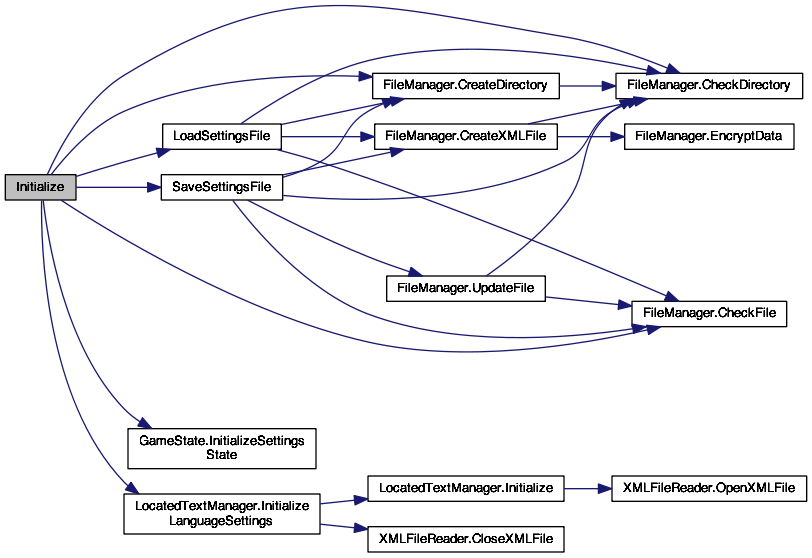 FileManager.CreateDirectory
FileManager.CheckDirectory
LoadSettingsFile
FileManager.CreateXMLFile
FileManager.EncryptData
Initialize
SaveSettingsFile
FileManager.UpdateFile
FileManager.CheckFile
GameState.InitializeSettings
State
LocatedTextManager.Initialize
LanguageSettings
LocatedTextManager.Initialize
XMLFileReader.OpenXMLFile
XMLFileReader.CloseXMLFile